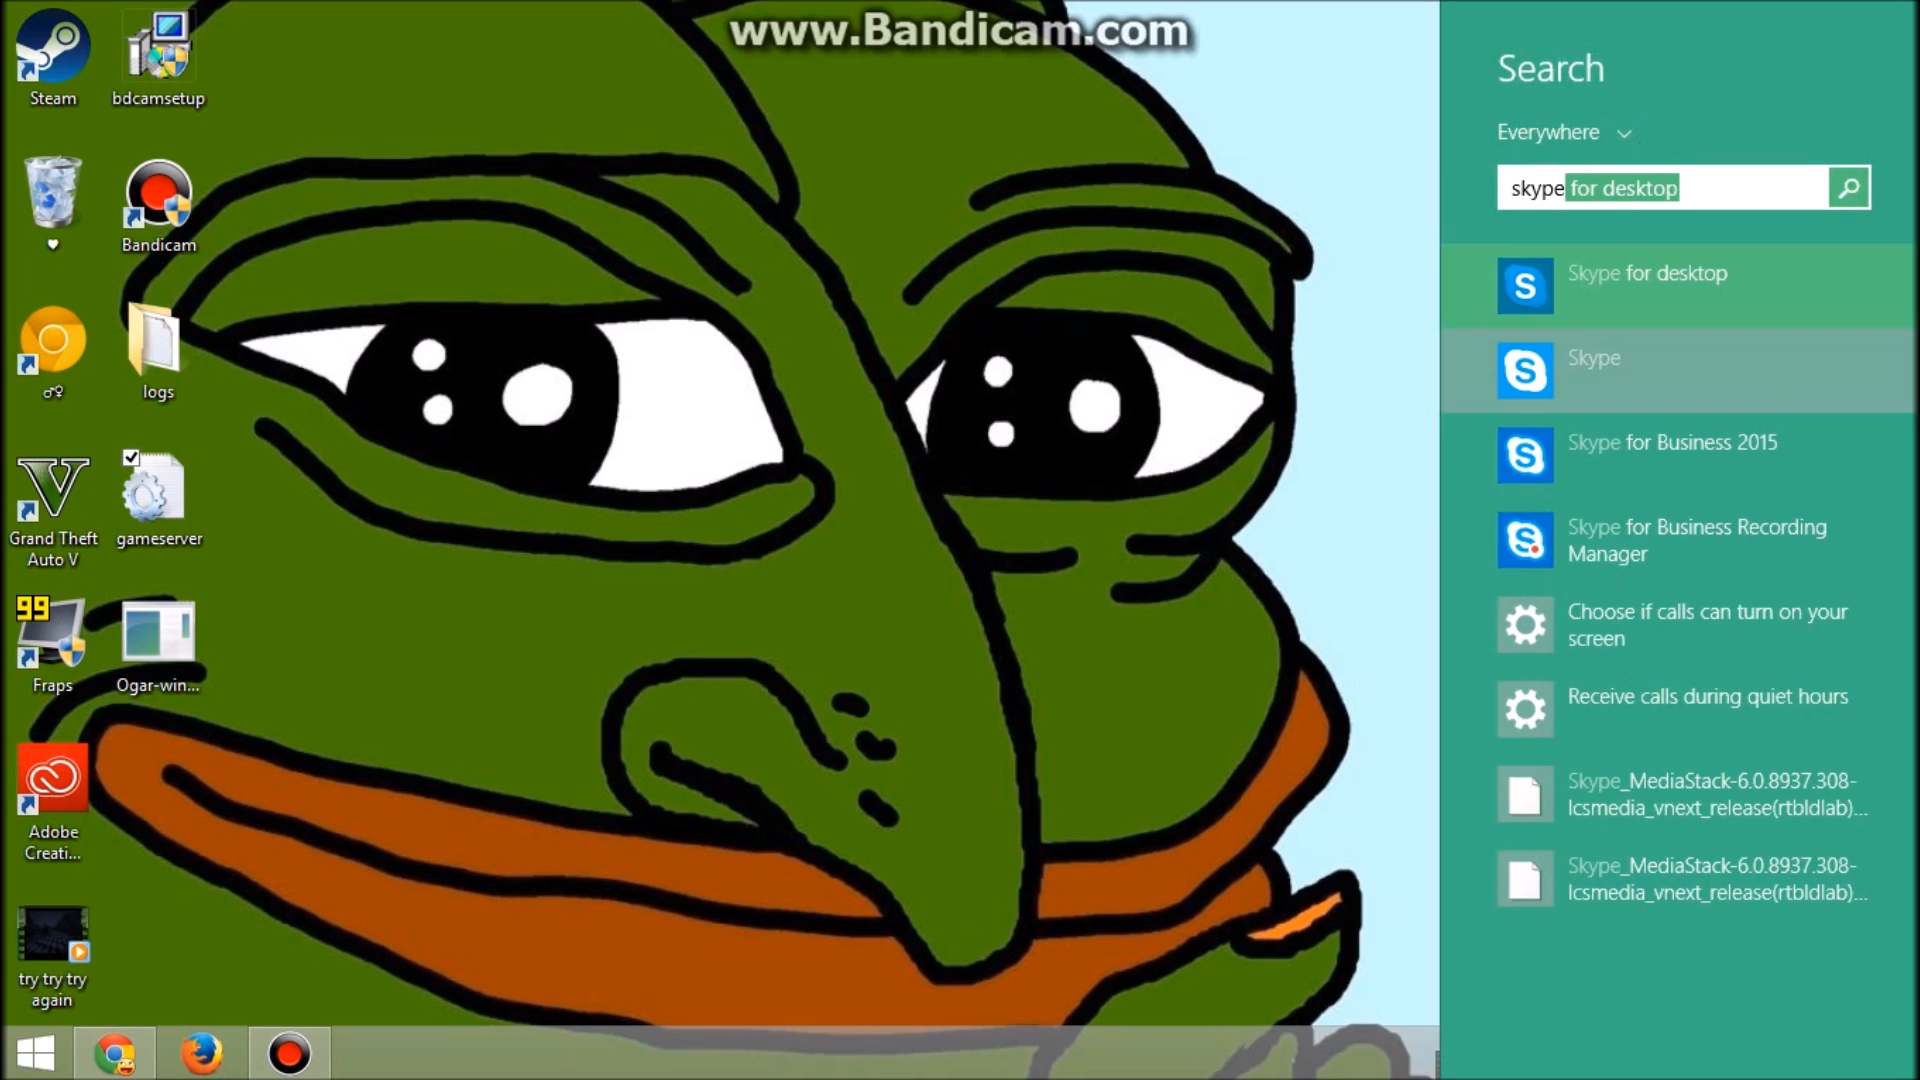 www.Bandicam.com
Steam
bdcamsetup
♥
Bandicam
♂♀
logs
Grand Theft
Auto V
gameserver
99
Fraps
Ogar-win...
Adobe
Creati...
try try try
again
Search
Everywhere
skype for desktop
Skype for desktop
Skype
Skype for Business 2015
Skype for Business Recording
Manager
Choose if calls can turn on your
screen
Receive calls during quiet hours
Skype_MediaStack-6.0.8937.308-
lcsmedia_vnext_release(rtbldlab)...
Skype_MediaStack-6.0.8937.308-
lcsmedia_vnext_release(rtbldlab)...